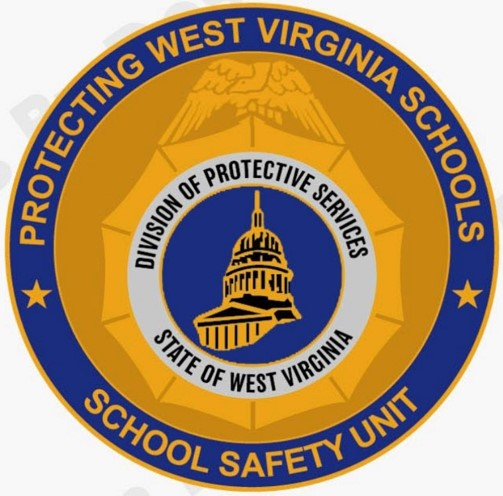 PROTECTING WEST VIRGINIA SCHOOLS
DIVISION OF PROTECTIVE SERVICES
STATE OF WEST VIRGINIA
SCHOOL SAFETY UNIT